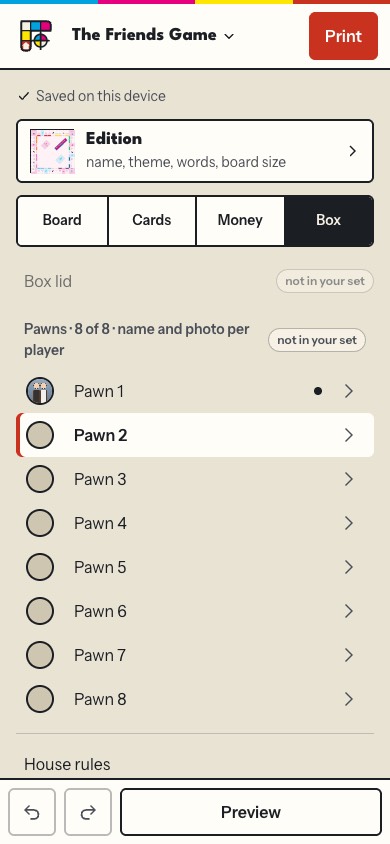 The Friends Game
Print
Saved on this device
Edition
name, theme, words, board size
Board
Cards
Money
Box
Box lid
not in your set
Pawns · 8 of 8 · name and photo per
player
not in your set
Pawn 1
Pawn 2
Pawn 3
Pawn 4
Pawn 5
Pawn 6
Pawn 7
Pawn 8
House rules
Preview